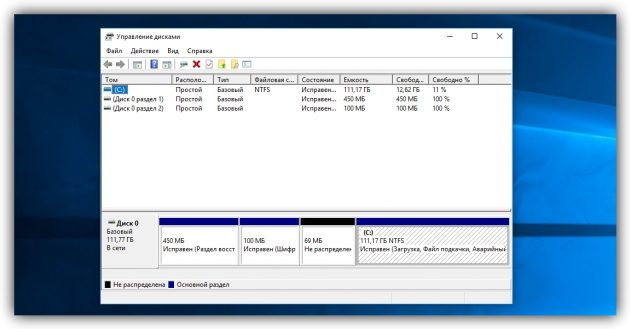 Управление дисками
Файл Действие Вид Справка
Том Располо... Тип Базовый Файловая с... Состояние Емкость Свобод... Свободно %
(C:) Простой Базовый NTFS Исправен... 111,17 ГБ 12,62 ГБ 11 %
(Диск 0 раздел 1) Простой Базовый Исправен... 450 МБ 450 МБ 100 %
(Диск 0 раздел 2) Простой Базовый Исправен... 100 МБ 100 МБ 100 %
Диск 0
Базовый
111,77 ГБ
В сети
450 МБ
Исправен (Раздел восст
100 МБ
Исправен (Шифр
69 МБ
Не распределен
(C:)
111,17 ГБ NTFS
Исправен (Загрузка, Файл подкачки, Аварийный
Не распределена Основной раздел